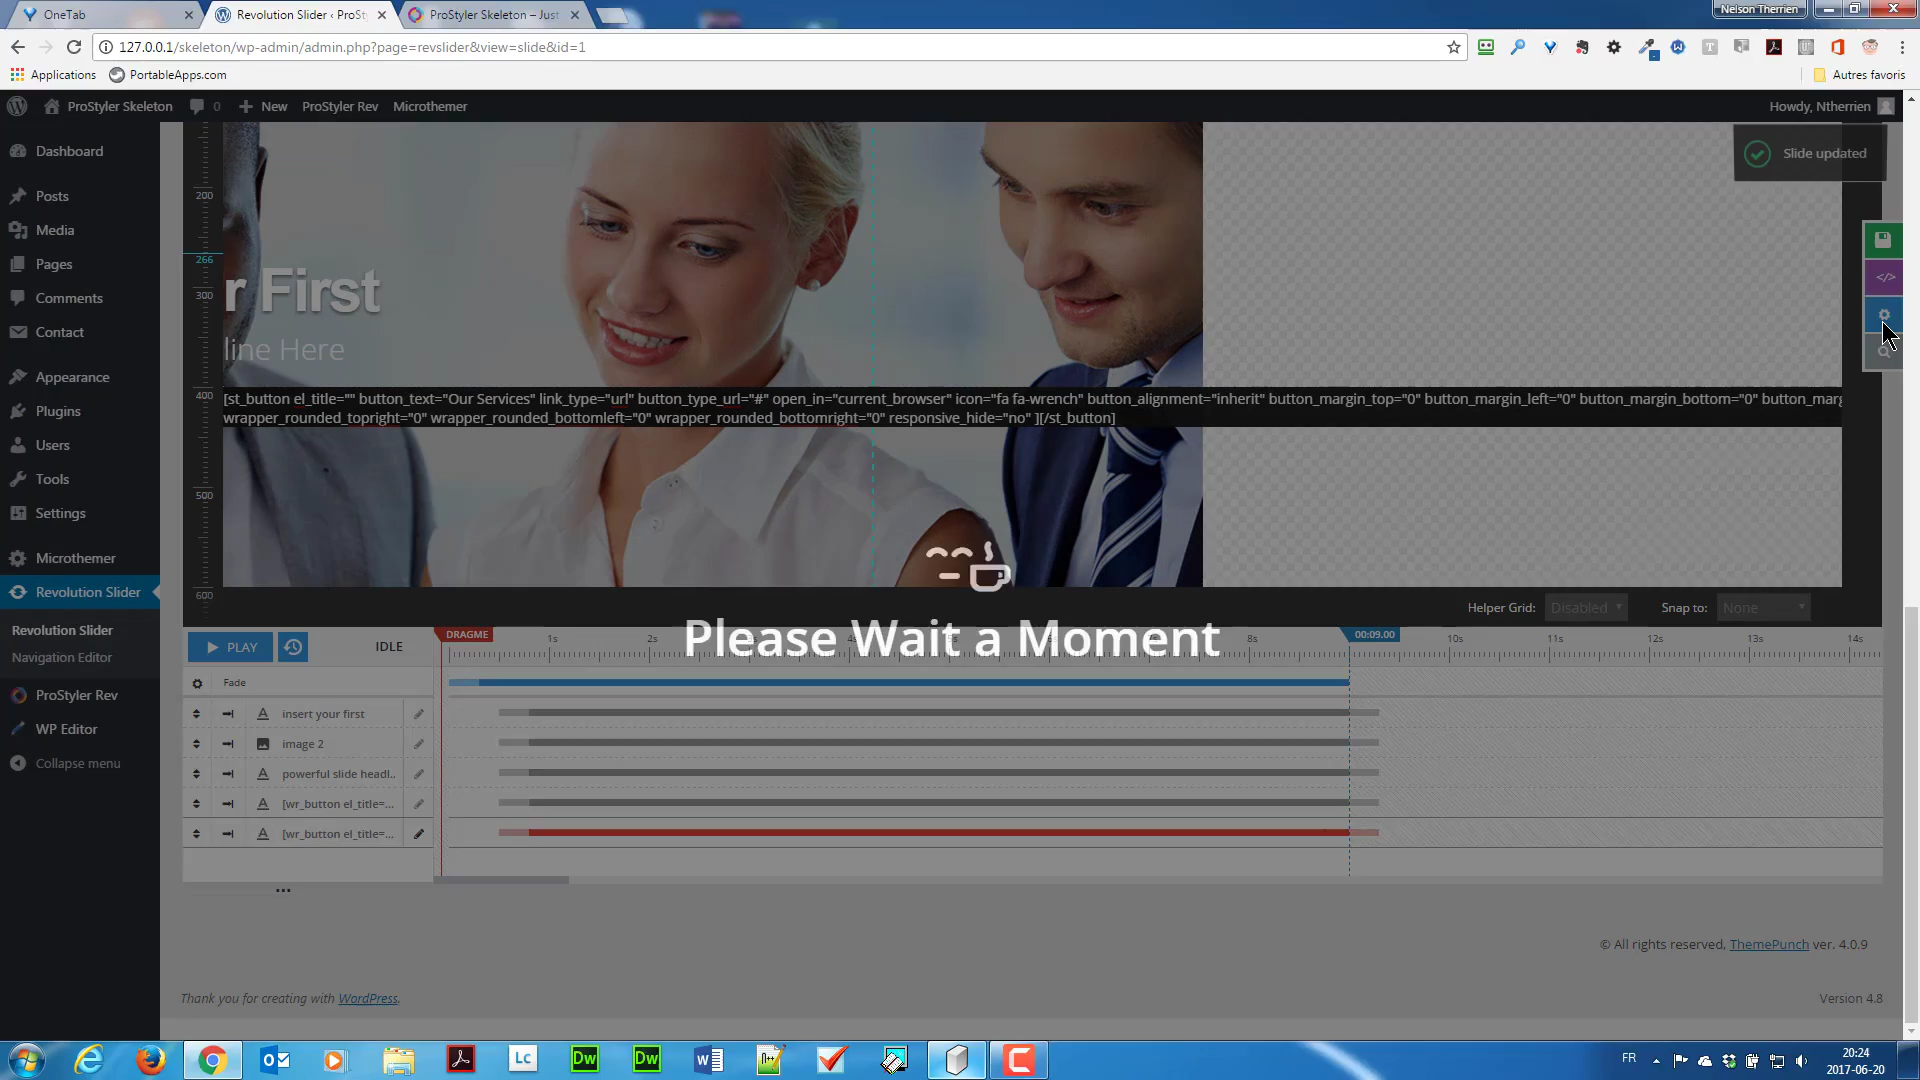 OneTab
Revolution Slider ‹ ProSty
ProStyler Skeleton – Just
Nelson Therrien
127.0.0.1/skeleton/wp-admin/admin.php?page=revslider&view=slide&id=1
Applications
PortableApps.com
Autres favoris
ProStyler Skeleton
0
New
ProStyler Rev
Microthemer
Howdy, Ntherrien
Dashboard
Posts
Media
Pages
Comments
Contact
Appearance
Plugins
Users
Tools
Settings
Microthemer
Revolution Slider
Revolution Slider
Navigation Editor
ProStyler Rev
WP Editor
Collapse menu
Slide updated
200
266
300
400
500
600
r First
line Here
[st_button el_title="" button_text="Our Services" link_type="url" button_type_url="#" open_in="current_browser" icon="fa fa-wrench" button_alignment="inherit" button_margin_top="0" button_margin_left="0" button_margin_bottom="0" button_marg
wrapper_rounded_topright="0" wrapper_rounded_bottomleft="0" wrapper_rounded_bottomright="0" responsive_hide="no" ][/st_button]
Helper Grid:
Disabled
Snap to:
None
Please Wait a Moment
PLAY
IDLE
DRAGME
1s
2s
8s
00:09.00
10s
11s
12s
13s
14s
Fade
insert your first
image 2
powerful slide headl..
[wr_button el_title=...
[wr_button el_title=...
...
© All rights reserved, ThemePunch ver. 4.0.9
Thank you for creating with WordPress.
Version 4.8
Lc
Dw
Dw
FR
20:24
2017-06-20